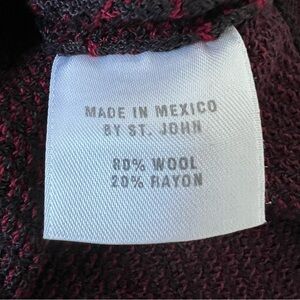 MADE IN MEXICO
BY ST. JOHN
80% WOOL
20% RAYON